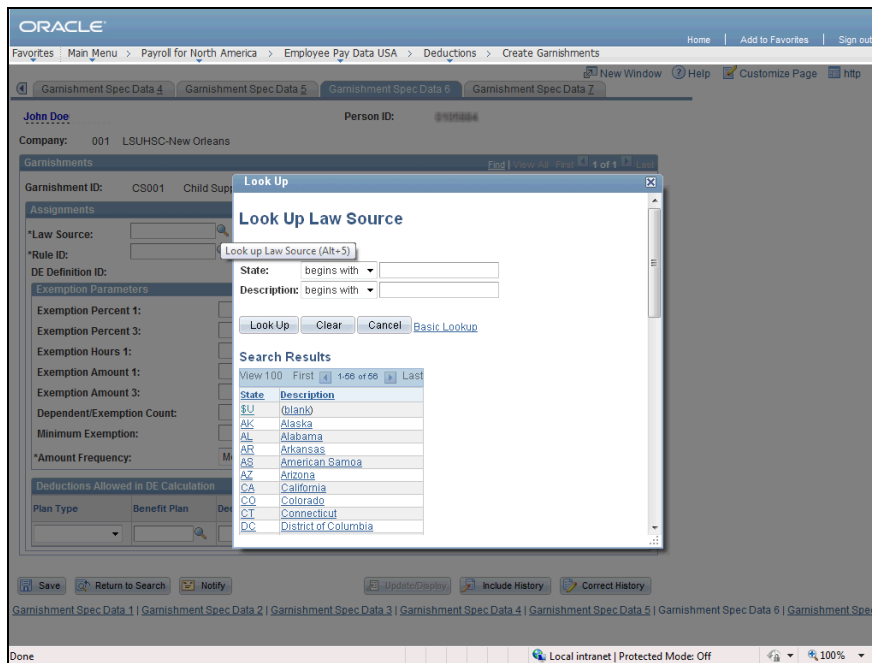 ORACLE
Home | Add to Favorites | Sign out
Favorites Main Menu > Payroll for North America > Employee Pay Data USA > Deductions > Create Garnishments
New Window Help Customize Page http
Garnishment Spec Data 4 Garnishment Spec Data 5 Garnishment Spec Data 6 Garnishment Spec Data 7
John Doe Person ID:
Company: 001 LSUHSC-New Orleans
Garnishments Find | View All First 1 of 1 Last
Garnishment ID: CS001 Child Supp
Assignments
*Law Source:
*Rule ID:
DE Definition ID:
Exemption Parameters
Exemption Percent 1:
Exemption Percent 3:
Exemption Hours 1:
Exemption Amount 1:
Exemption Amount 3:
Dependent/Exemption Count:
Minimum Exemption:
*Amount Frequency: M
Deductions Allowed in DE Calculation
Plan Type Benefit Plan Ded
Look Up
Look Up Law Source
Look up Law Source (Alt+5)
State: begins with
Description: begins with
Look Up Clear Cancel Basic Lookup
Search Results
View 100 First 1-56 of 56 Last
State Description
$U (blank)
AK Alaska
AL Alabama
AR Arkansas
AS American Samoa
AZ Arizona
CA California
CO Colorado
CT Connecticut
DC District of Columbia
Save Return to Search Notify Update/Display Include History Correct History
Garnishment Spec Data 1 | Garnishment Spec Data 2 | Garnishment Spec Data 3 | Garnishment Spec Data 4 | Garnishment Spec Data 5 | Garnishment Spec Data 6 | Garnishment Spec
Done Local intranet | Protected Mode: Off 100%